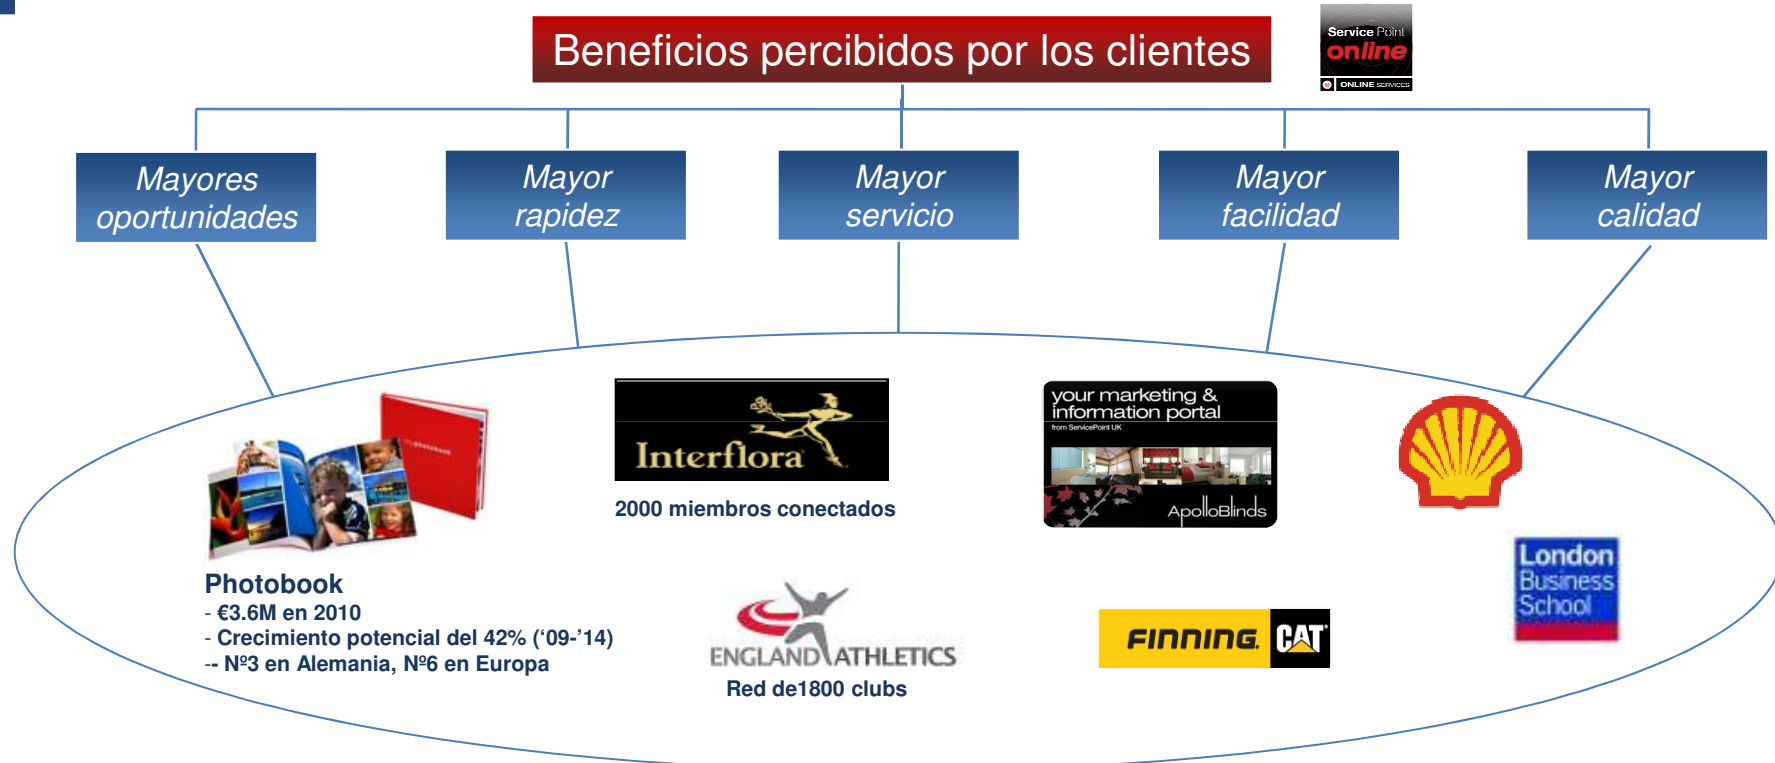 Beneficios percibidos por los clientes
Service Point
online
ONLINE SERVICES
Mayores
oportunidades
Mayor
rapidez
Mayor
servicio
Mayor
facilidad
Mayor
calidad
photobook
Interflora
2000 miembros conectados
your marketing &
information portal
from ServicePoint UK
ApolloBlinds
London
Business
School
Photobook
- €3.6M en 2010
- Crecimiento potencial del 42% (‘09-’14)
-- Nº3 en Alemania, Nº6 en Europa
ENGLAND ATHLETICS
Red de1800 clubs
FINNING CAT